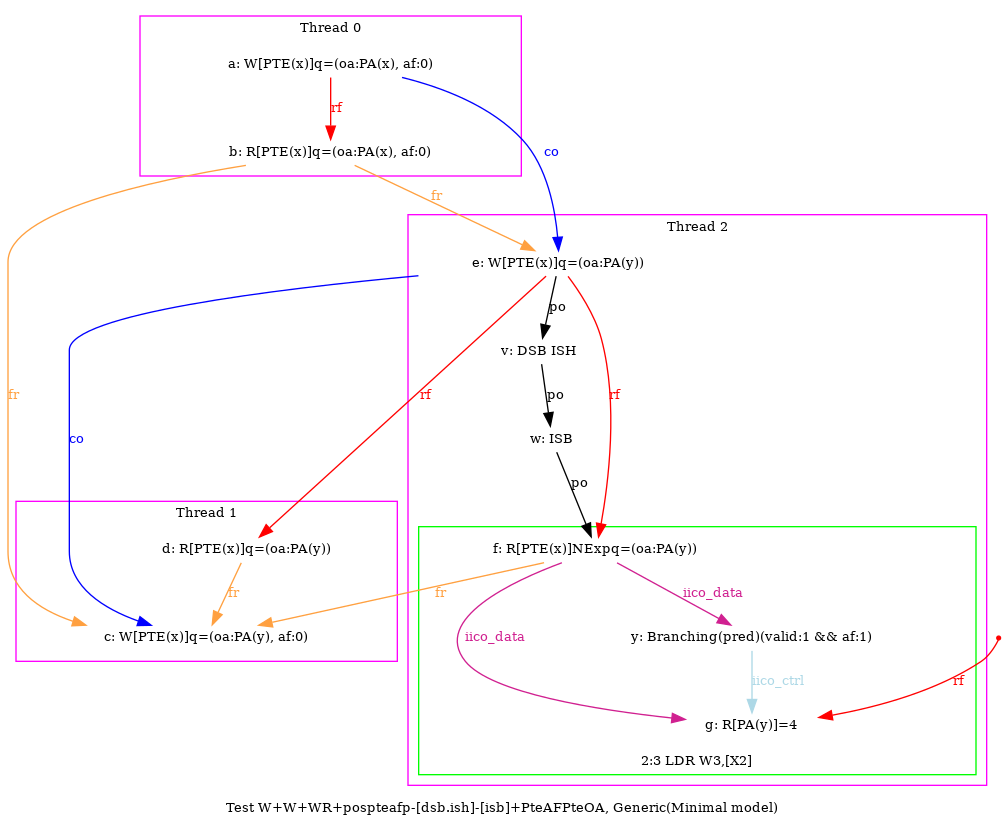 Thread 0
a: W[PTE(x)]q=(oa:PA(x), af:0)
rf
co
b: R[PTE(x)]q=(oa:PA(x), af:0)
fr
Thread 2
e: W[PTE(x)]q=(oa:PA(y))
po
v: DSB ISH
fr
rf
po
rf
co
w: ISB
po
Thread 1
d: R[PTE(x)]q=(oa:PA(y))
f: R[PTE(x)]NExpq=(oa:PA(y))
fr
fr
iico_data
c: W[PTE(x)]q=(oa:PA(y), af:0)
iico_data
y: Branching(pred)(valid:1 && af:1)
iico_ctrl
rf
g: R[PA(y)]=4
2:3 LDR W3,[X2]
Test W+W+WR+pospteafp-[dsb.ish]-[isb]+PteAFPteOA, Generic(Minimal model)